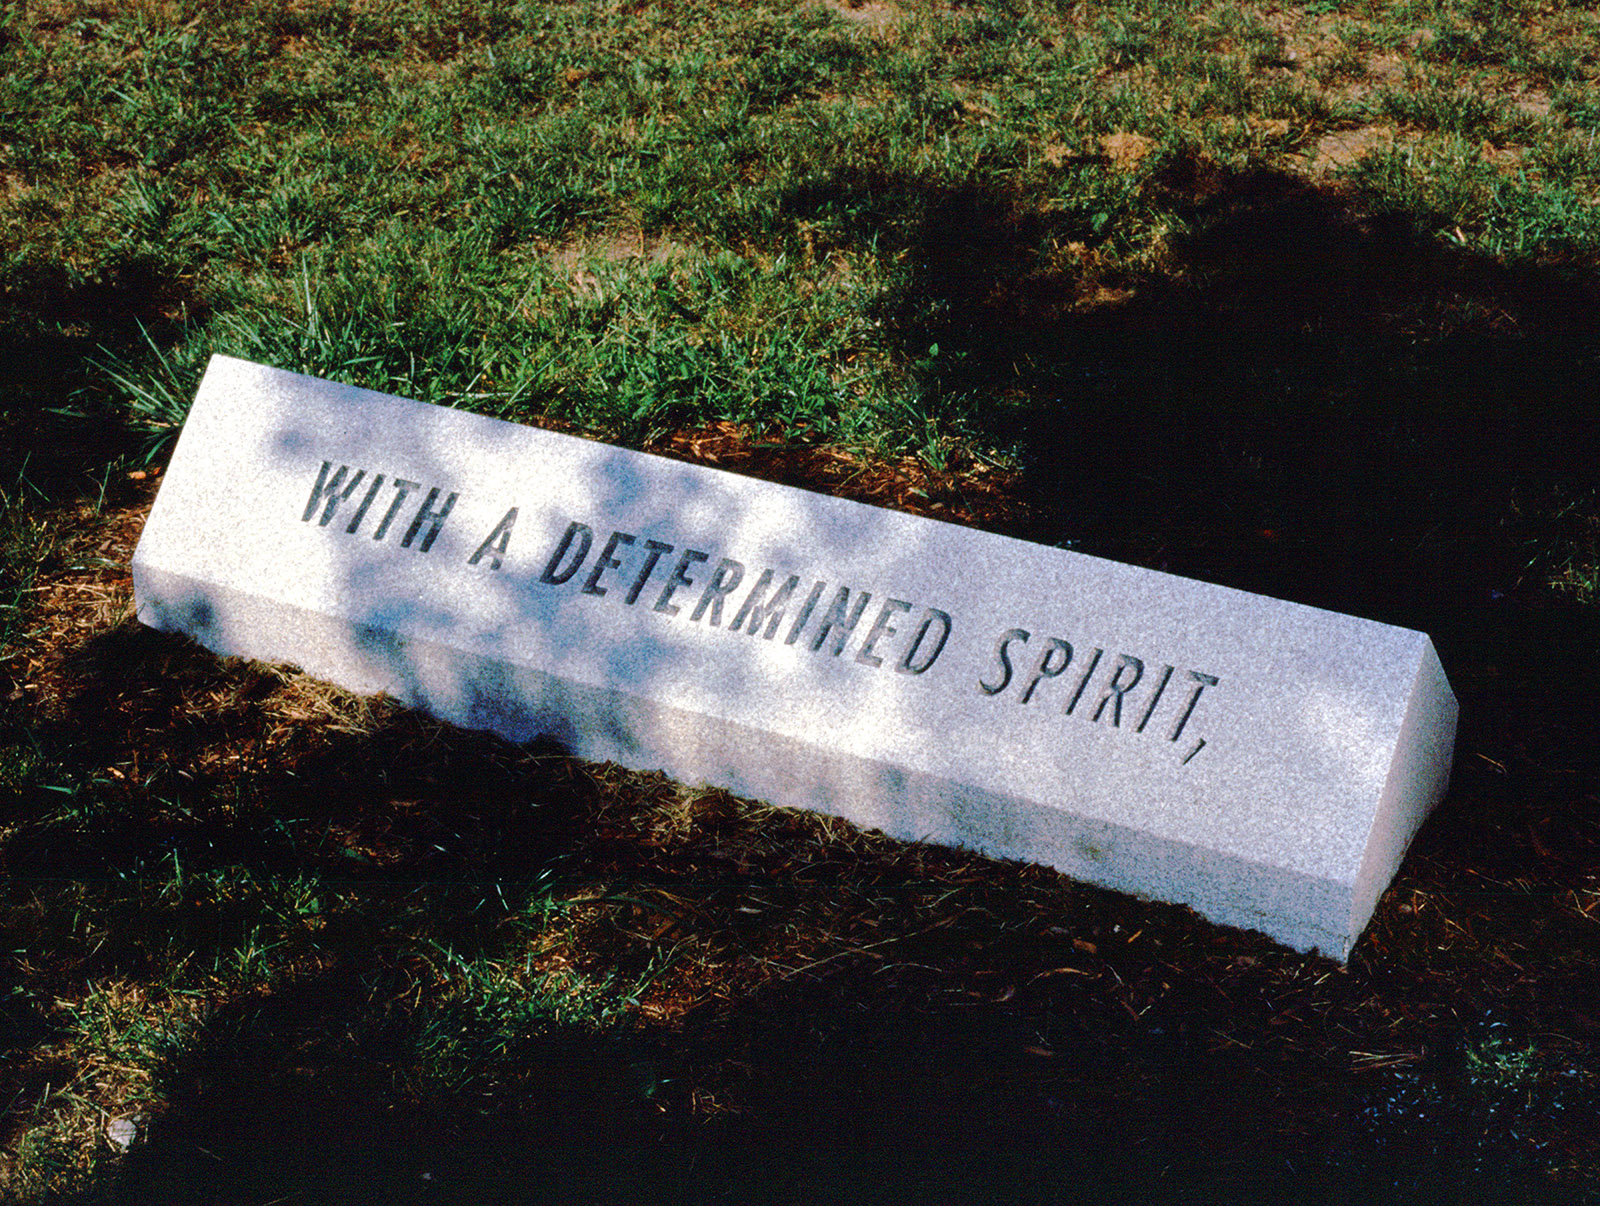 WITH A DETERMINED SPIRIT,